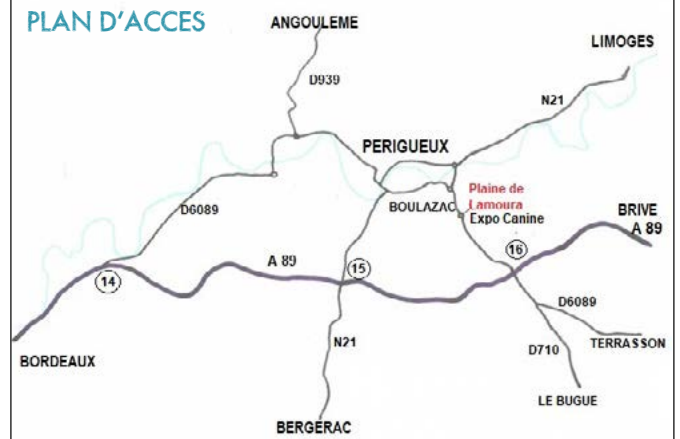 PLAN D'ACCES
ANGOULEME
LIMOGES
D939
N21
PERIGUEUX
Plaine de
Lamoura
BOULAZAC
Expo Canine
D6089
BRIVE
A 89
A 89
15
16
14
D6089
N21
D710
TERRASSON
BORDEAUX
LE BUGUE
BERGERAC